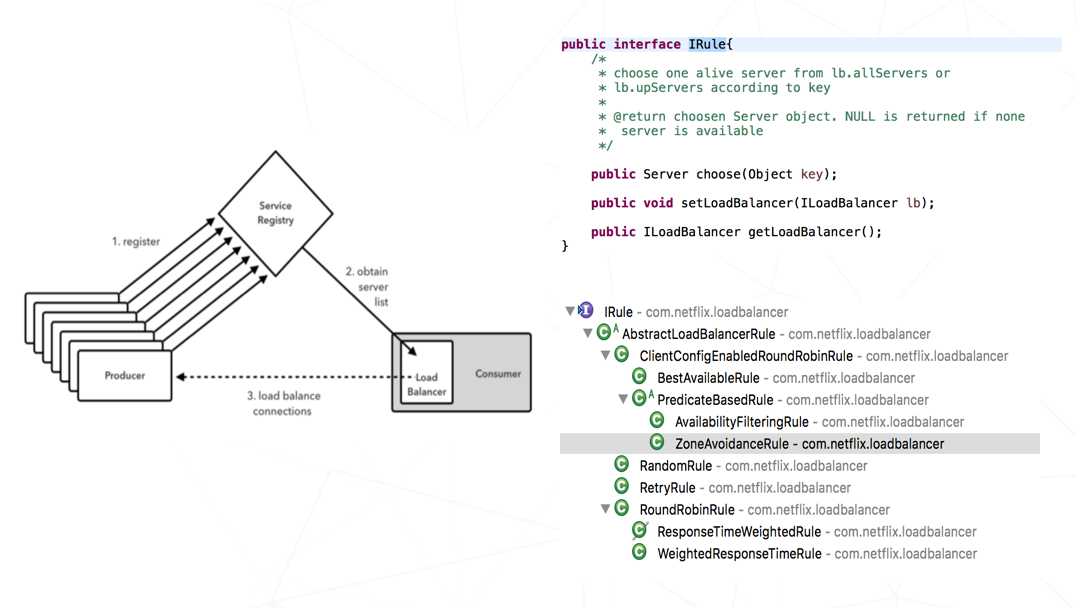 Service
Registry
1. register
2. obtain
server
list
Producer
Load
Balancer
Consumer
3. load balance
connections
public interface IRule{
/*
* choose one alive server from lb.allServers or
* lb.upServers according to key
*
* @return choosen Server object. NULL is returned if none
*  server is available
*/
public Server choose(Object key);
public void setLoadBalancer(ILoadBalancer lb);
public ILoadBalancer getLoadBalancer();
}
I IRule - com.netflix.loadbalancer
C A AbstractLoadBalancerRule - com.netflix.loadbalancer
C ClientConfigEnabledRoundRobinRule - com.netflix.loadbalancer
C BestAvailableRule - com.netflix.loadbalancer
C A PredicateBasedRule - com.netflix.loadbalancer
C AvailabilityFilteringRule - com.netflix.loadbalancer
C ZoneAvoidanceRule - com.netflix.loadbalancer
C RandomRule - com.netflix.loadbalancer
C RetryRule - com.netflix.loadbalancer
C RoundRobinRule - com.netflix.loadbalancer
C ResponseTimeWeightedRule - com.netflix.loadbalancer
C WeightedResponseTimeRule - com.netflix.loadbalancer